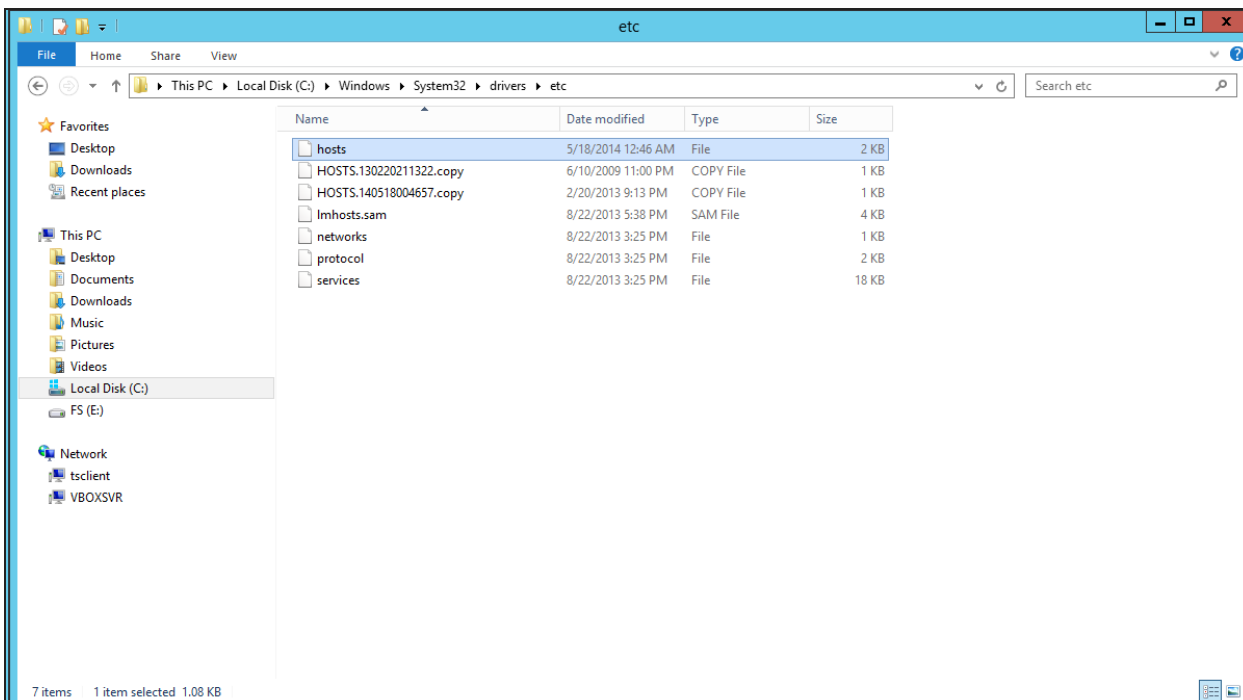 etc
File Home Share View
This PC Local Disk (C:) Windows System32 drivers etc Search etc
Favorites
Desktop
Downloads
Recent places
This PC
Desktop
Documents
Downloads
Music
Pictures
Videos
Local Disk (C:)
FS (E:)
Network
tsclient
VBOXSVR
Name Date modified Type Size
hosts 5/18/2014 12:46 AM File 2 KB
HOSTS.130220211322.copy 6/10/2009 11:00 PM COPY File 1 KB
HOSTS.140518004657.copy 2/20/2013 9:13 PM COPY File 1 KB
lmhosts.sam 8/22/2013 5:38 PM SAM File 4 KB
networks 8/22/2013 3:25 PM File 1 KB
protocol 8/22/2013 3:25 PM File 2 KB
services 8/22/2013 3:25 PM File 18 KB
7 items 1 item selected 1.08 KB